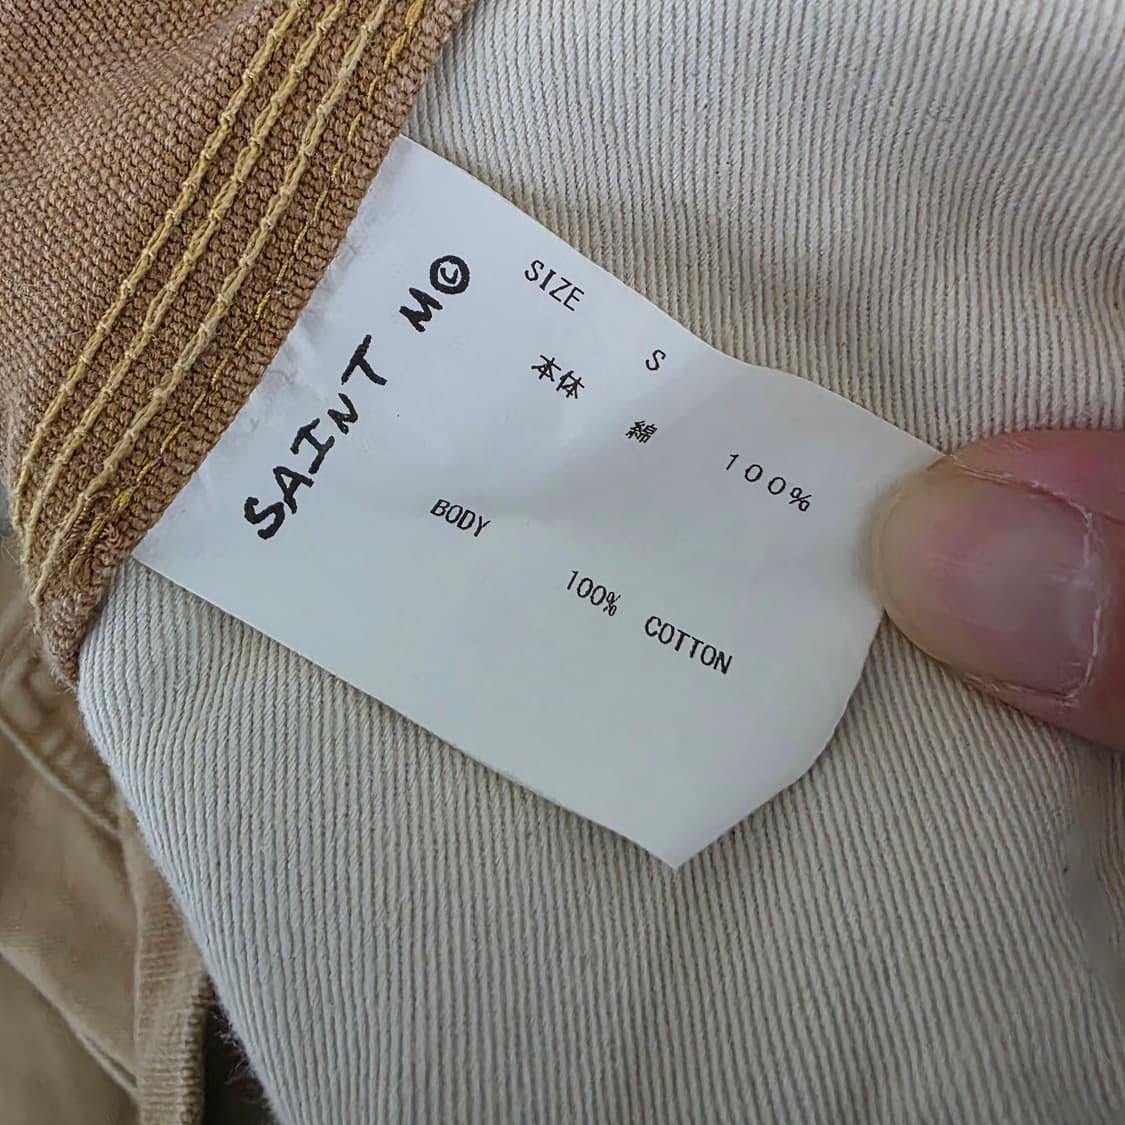 SAINT M©
SIZE S
本体 綿 100%
BODY 100% COTTON